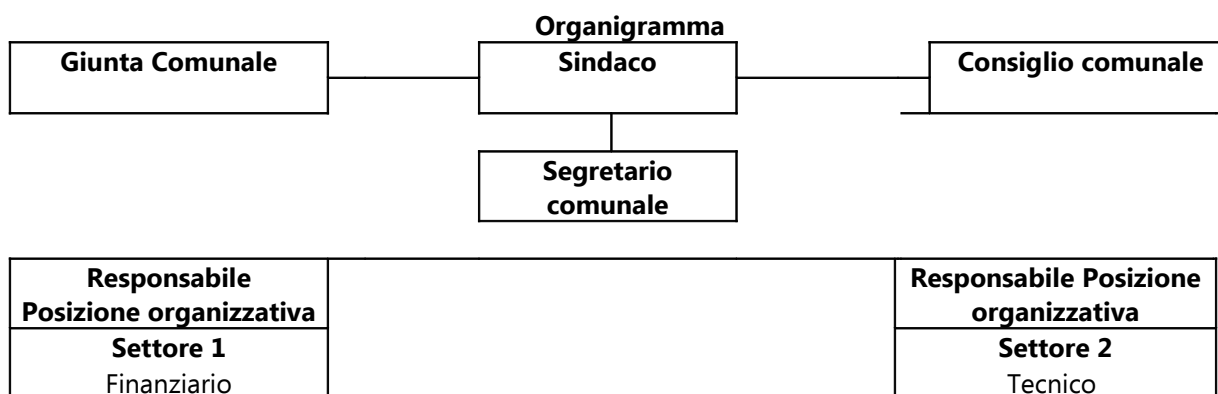 Organigramma
Giunta Comunale
Sindaco
Consiglio comunale
Segretario
comunale
Responsabile
Posizione organizzativa
Settore 1
Finanziario
Responsabile Posizione
organizzativa
Settore 2
Tecnico